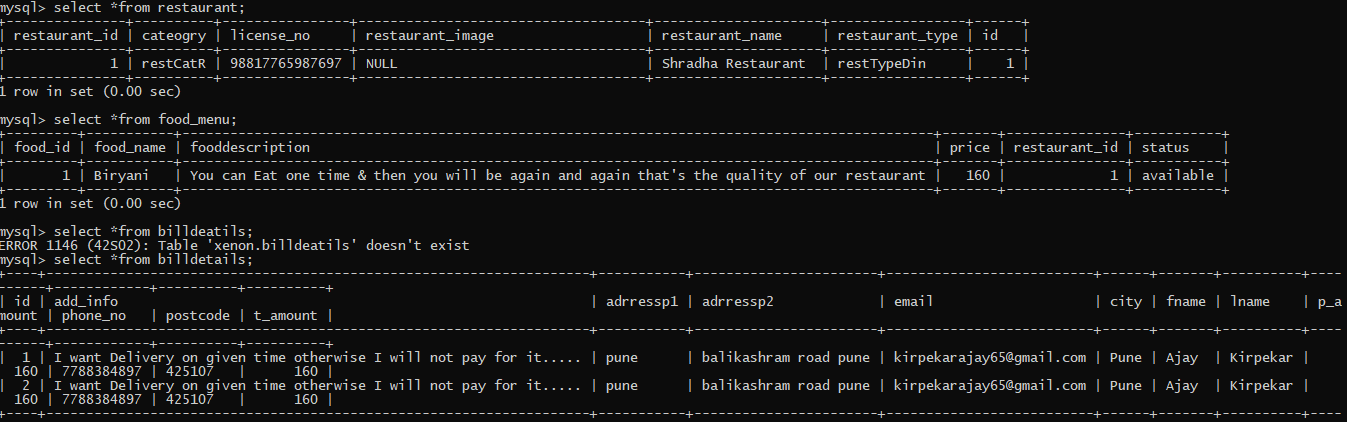 mysql> select *from restaurant;
+---------------+----------+----------------+------------------------------------+---------------------+-----------------+------+
| restaurant_id | cateogry | license_no | restaurant_image | restaurant_name | restaurant_type | id |
| 1 | restCatR | 98817765987697 | NULL | Shradha Restaurant | restTypeDin | 1 |
1 row in set (0.00 sec)
mysql> select *from food_menu;
| food_id | food_name | fooddescription | price | restaurant_id | status |
| 1 | Biryani | You can Eat one time & then you will be again and again that's the quality of our restaurant | 160 | 1 | available |
1 row in set (0.00 sec)
mysql> select *from billdeatils;
ERROR 1146 (42S02): Table 'xenon.billdeatils' doesn't exist
mysql> select *from billdetails;
| id | add_info | adrressp1 | adrressp2 | email | city | fname | lname | p_a
mount | phone_no | postcode | t_amount |
| 1 | I want Delivery on given time otherwise I will not pay for it..... | pune | balikashram road pune | kirpekarajay65@gmail.com | Pune | Ajay | Kirpekar |
160 | 7788384897 | 425107 | 160 |
| 2 | I want Delivery on given time otherwise I will not pay for it..... | pune | balikashram road pune | kirpekarajay65@gmail.com | Pune | Ajay | Kirpekar |
160 | 7788384897 | 425107 | 160 |